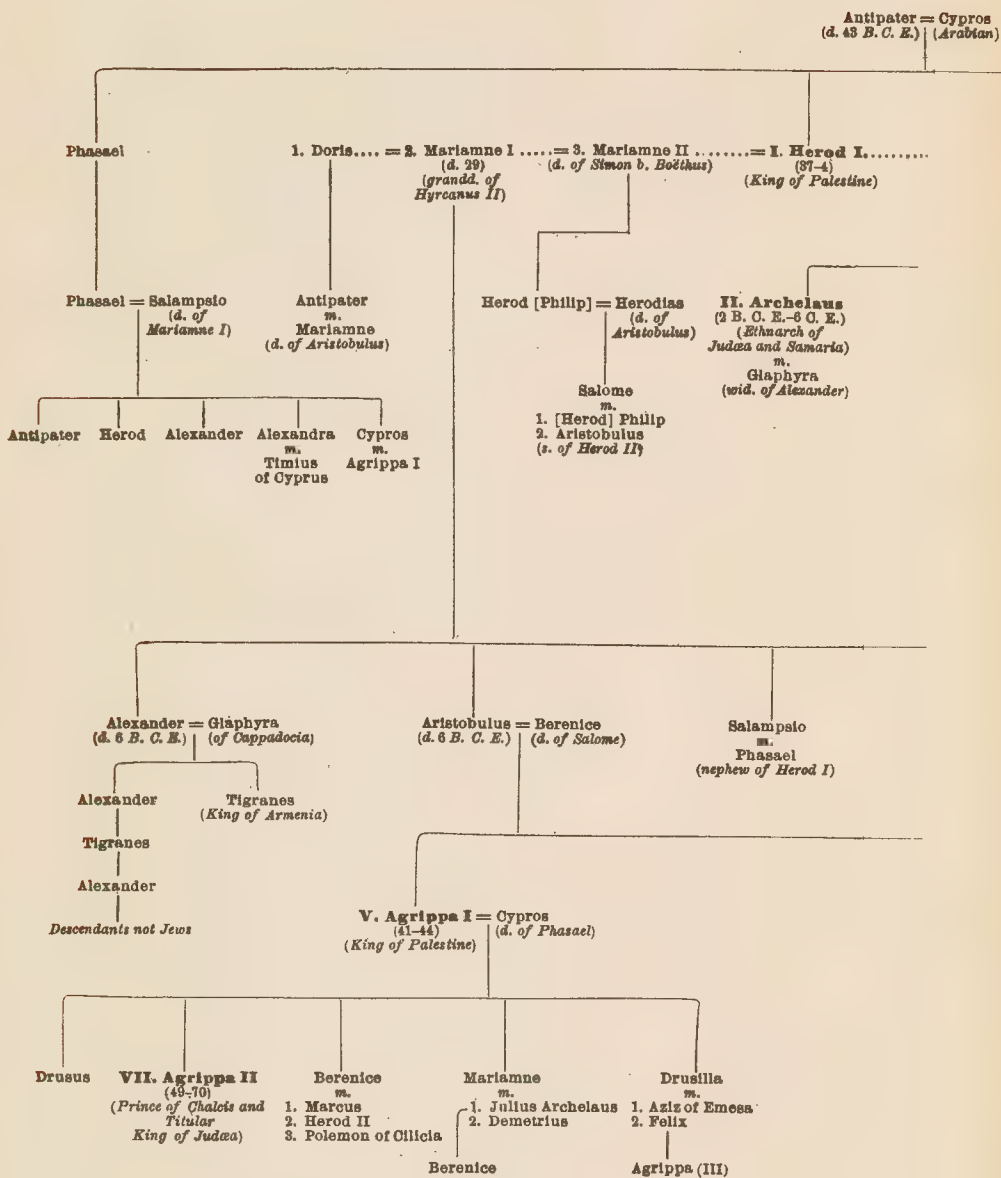 Antipater = Cypros
(d. 43 B. C. E.) (Arabian)
Phasael
1. Doris.... = 2. Mariamne I .....= 3. Mariamne II ........= I. Herod I..........
(d. 29)
(grandd. of
Hyrcanus II)
(d. of Simon b. Boëthus)
(37–4)
(King of Palestine)
Phasael = Salampsio
(d. of
Mariamne I)
Antipater
m.
Mariamne
(d. of Aristobulus)
Herod [Philip] = Herodias
(d. of
Aristobulus)
II. Archelaus
(2 B. C. E.–6 C. E.)
(Ethnarch of
Judæa and Samaria)
m.
Glaphyra
(wid. of Alexander)
Salome
m.
1. [Herod] Philip
2. Aristobulus
(s. of Herod II)
Antipater
Herod
Alexander
Alexandra
m.
Timius
of Cyprus
Cypros
m.
Agrippa I
Alexander = Glaphyra
(d. 6 B. C. E.) (of Cappadocia)
Aristobulus = Berenice
(d. 6 B. C. E.) (d. of Salome)
Salampsio
m.
Phasael
(nephew of Herod I)
Alexander
Tigranes
(King of Armenia)
Tigranes
Alexander
Descendants not Jews
V. Agrippa I = Cypros
(41–44)
(King of Palestine)
(d. of Phasael)
Drusus
VII. Agrippa II
(49–70)
(Prince of Chalcis and
Titular
King of Judæa)
Berenice
m.
1. Marcus
2. Herod II
3. Polemon of Cilicia
Mariamne
m.
1. Julius Archelaus
2. Demetrius
Berenice
Drusilla
m.
1. Aziz of Emesa
2. Felix
Agrippa (III)